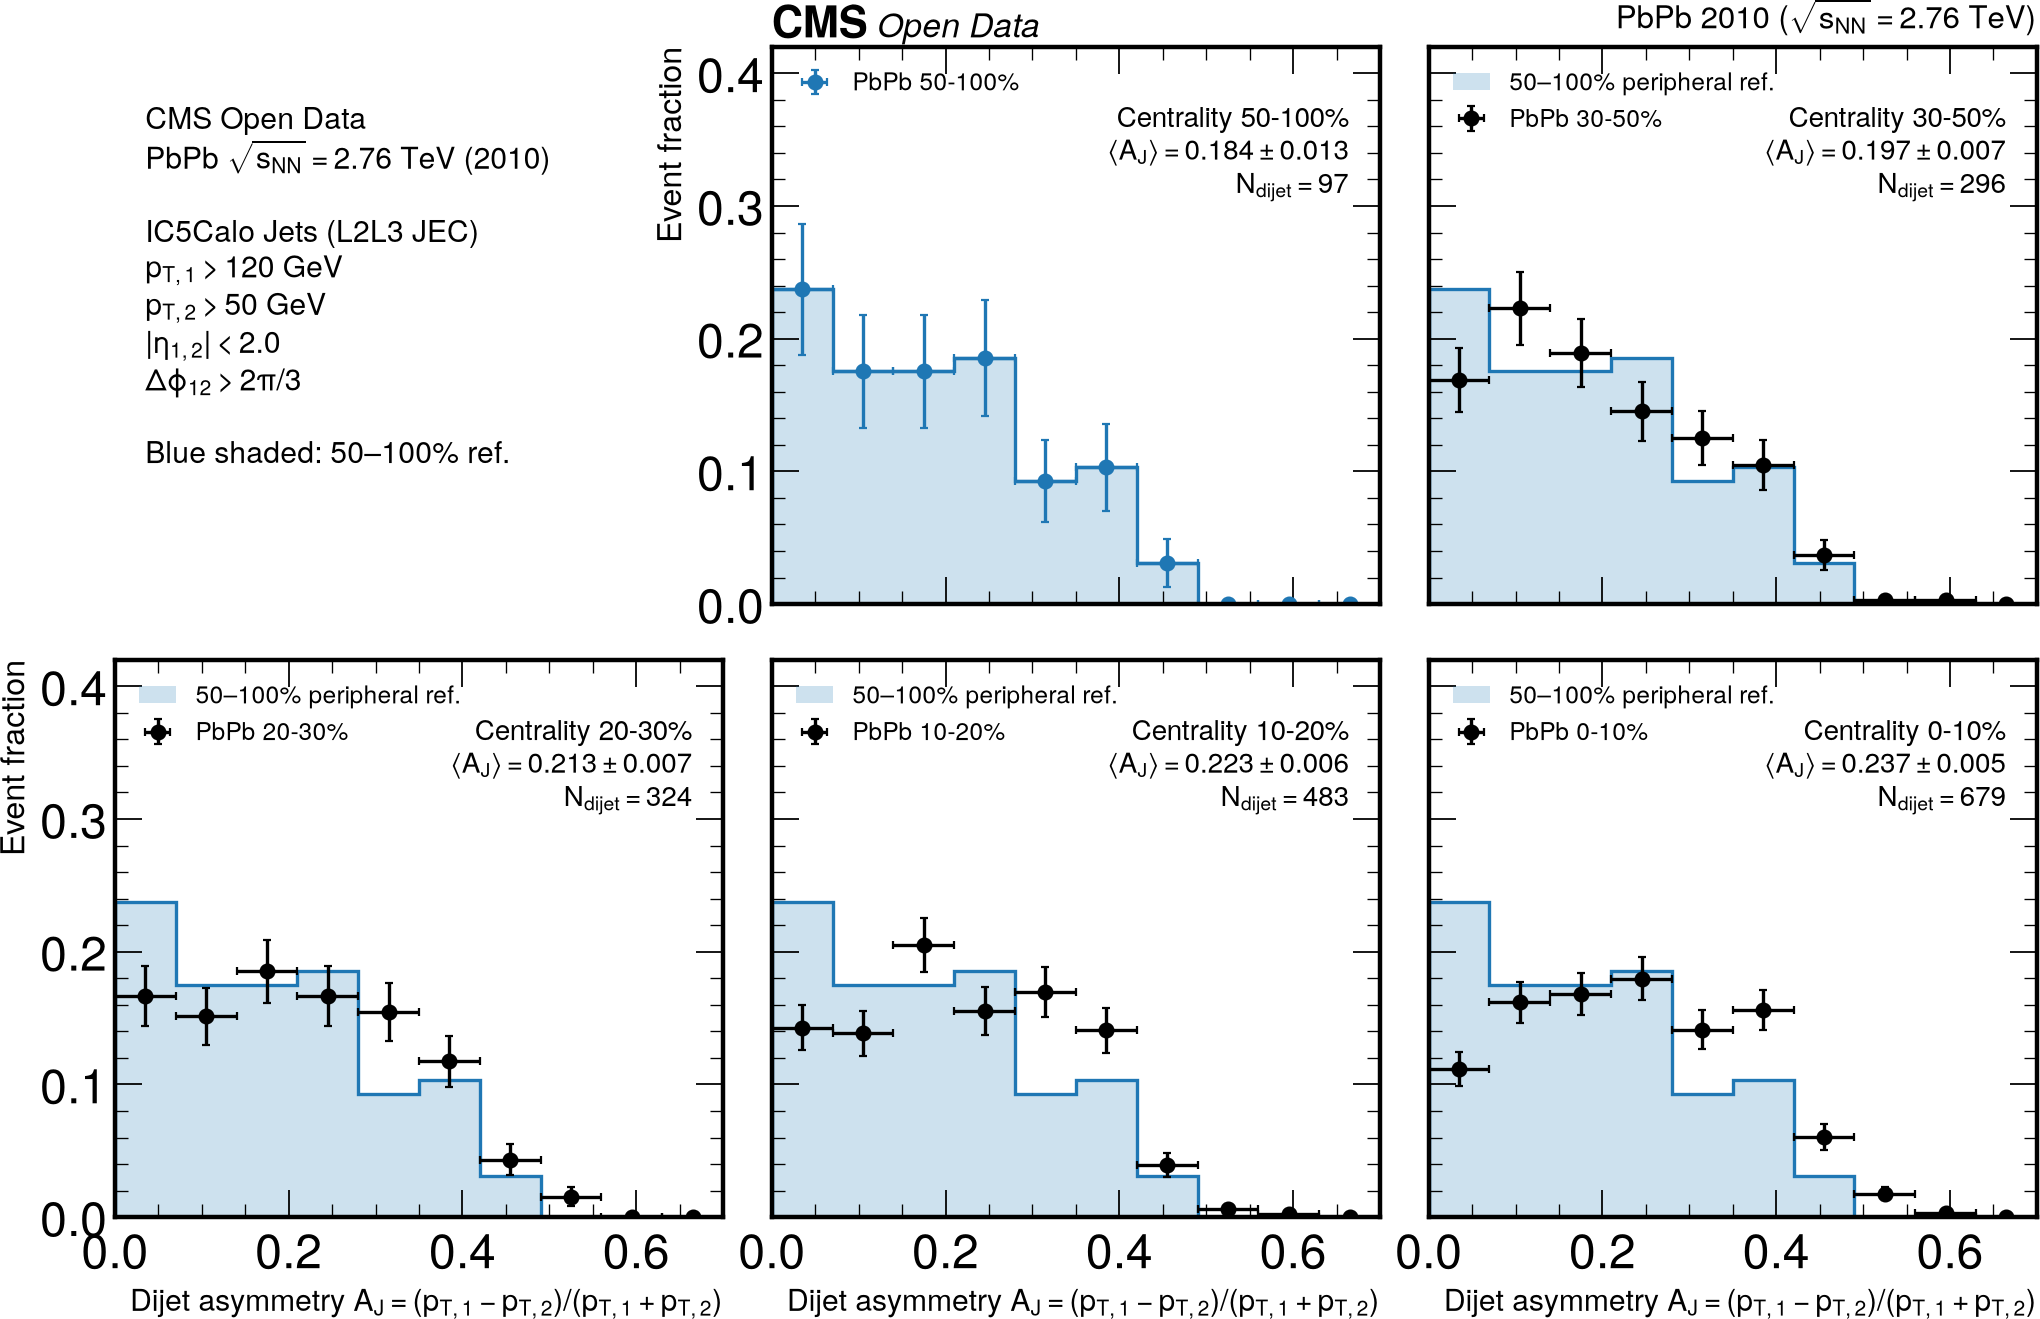 CMS Open Data
PbPb 2010 (√sNN = 2.76 TeV)
CMS Open Data
PbPb √sNN = 2.76 TeV (2010)
IC5Calo Jets (L2L3 JEC)
pT, 1 > 120 GeV
pT, 2 > 50 GeV
|η1, 2| < 2.0
Δϕ12 > 2π/3
Blue shaded: 50–100% ref.
Event fraction
0.4
0.3
0.2
0.1
0.0
PbPb 50-100%
Centrality 50-100%
⟨AJ⟩ = 0.184 ± 0.013
Ndijet = 97
50–100% peripheral ref.
PbPb 30-50%
Centrality 30-50%
⟨AJ⟩ = 0.197 ± 0.007
Ndijet = 296
Event fraction
0.4
0.3
0.2
0.1
0.0
50–100% peripheral ref.
PbPb 20-30%
Centrality 20-30%
⟨AJ⟩ = 0.213 ± 0.007
Ndijet = 324
0.0 0.2 0.4 0.6
Dijet asymmetry AJ = (pT, 1 − pT, 2)/(pT, 1 + pT, 2)
50–100% peripheral ref.
PbPb 10-20%
Centrality 10-20%
⟨AJ⟩ = 0.223 ± 0.006
Ndijet = 483
0.0 0.2 0.4 0.6
Dijet asymmetry AJ = (pT, 1 − pT, 2)/(pT, 1 + pT, 2)
50–100% peripheral ref.
PbPb 0-10%
Centrality 0-10%
⟨AJ⟩ = 0.237 ± 0.005
Ndijet = 679
0.0 0.2 0.4 0.6
Dijet asymmetry AJ = (pT, 1 − pT, 2)/(pT, 1 + pT, 2)